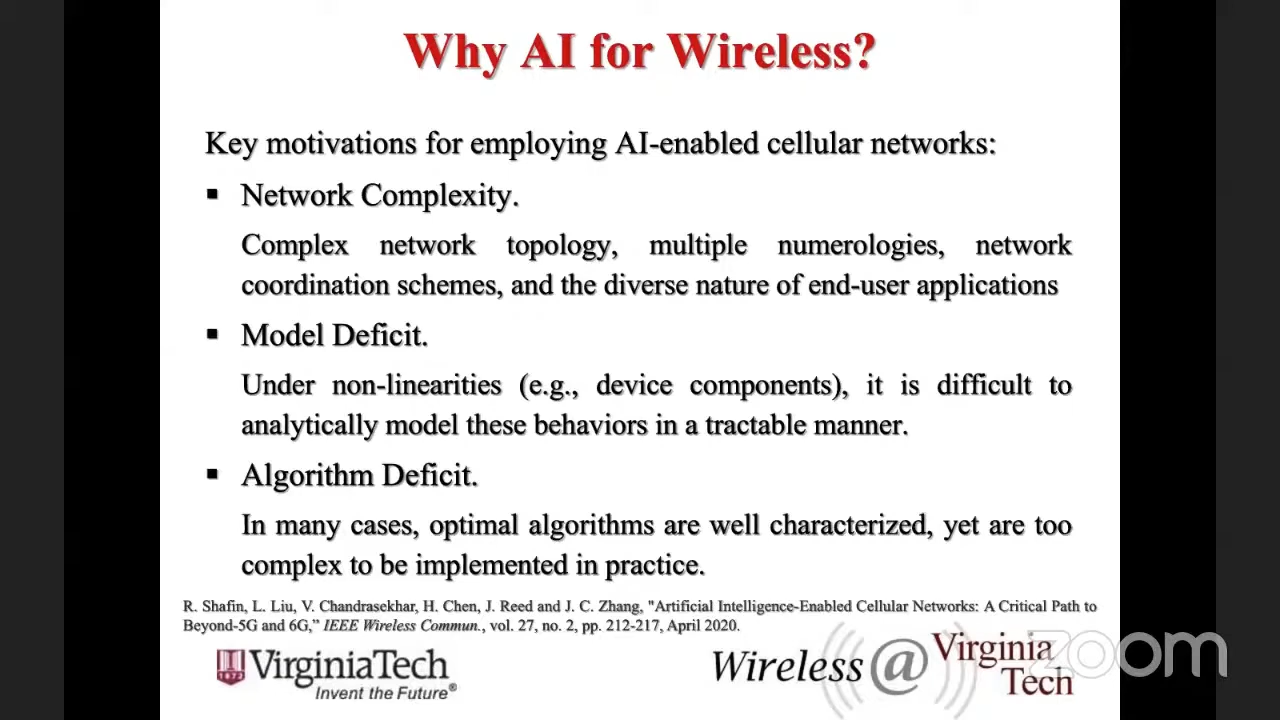 Why AI for Wireless?
Key motivations for employing AI-enabled cellular networks:
▪ Network Complexity.
Complex network topology, multiple numerologies, network
coordination schemes, and the diverse nature of end-user applications
▪ Model Deficit.
Under non-linearities (e.g., device components), it is difficult to
analytically model these behaviors in a tractable manner.
▪ Algorithm Deficit.
In many cases, optimal algorithms are well characterized, yet are too
complex to be implemented in practice.
R. Shafin, L. Liu, V. Chandrasekhar, H. Chen, J. Reed and J. C. Zhang, "Artificial Intelligence-Enabled Cellular Networks: A Critical Path to
Beyond-5G and 6G,” IEEE Wireless Commun., vol. 27, no. 2, pp. 212-217, April 2020.
1872
VirginiaTech
Invent the Future®
Wireless @ Virginia
Tech
zoom